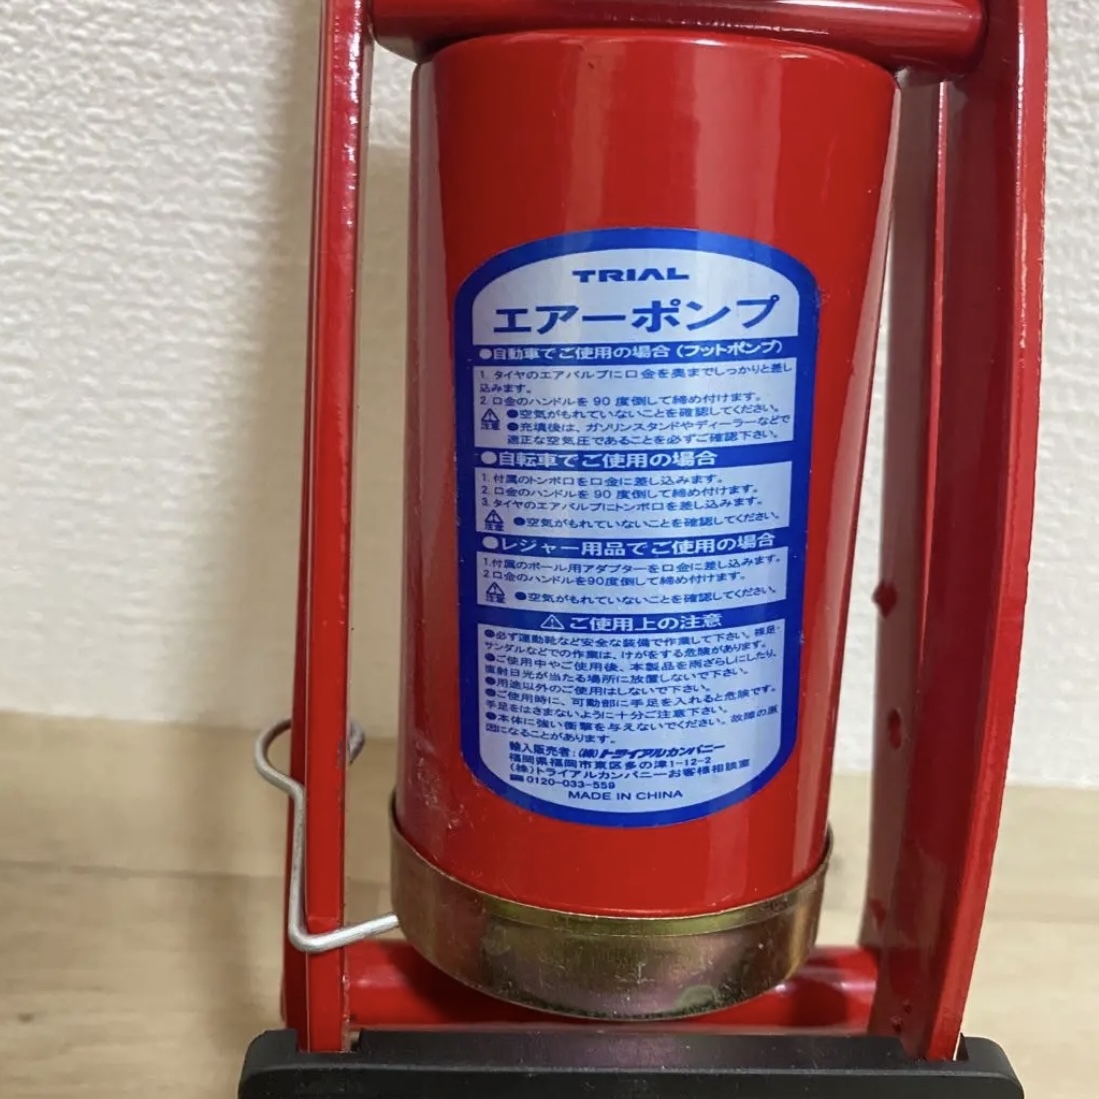 TRIAL
エアーポンプ
●自動車でご使用の場合（フットポンプ）
1. タイヤのエアバルブに口金を奥までしっかりと差し
込みます。
2. 口金のハンドルを 90 度倒して締め付けます。
注意 ●空気がもれていないことを確認してください。
●充填後は、ガソリンスタンドやディーラーなどで
適正な空気圧であることを必ずご確認下さい。
●自転車でご使用の場合
1. 付属のトンボ口を口金に差し込みます。
2. 口金のハンドルを 90 度倒して締め付けます。
3. タイヤのエアバルブにトンボ口を差し込みます。
注意 ●空気がもれていないことを確認してください。
●レジャー用品でご使用の場合
1.付属のボール用アダプターを口金に差し込みます。
2.口金のハンドルを90度倒して締め付けます。
注意 ●空気がもれていないことを確認してください。
⚠ご使用上の注意
●必ず運動靴など安全な装備で作業して下さい。裸足・
サンダルなどでの作業は、けがをする危険があります。
●ご使用中やご使用後、本製品を雨ざらしにしたり、
直射日光が当たる場所に放置しないで下さい。
●用途以外のご使用はしないで下さい。
●ご使用時に、可動部に手足を入れると危険です。
手足をはさまないように十分ご注意下さい。
●本体に強い衝撃を与えないでください。故障の原
因になることがあります。
輸入販売者：(株)トライアルカンパニー
福岡県福岡市東区多の津1-12-2
(株)トライアルカンパニーお客様相談室
0120-033-559
MADE IN CHINA